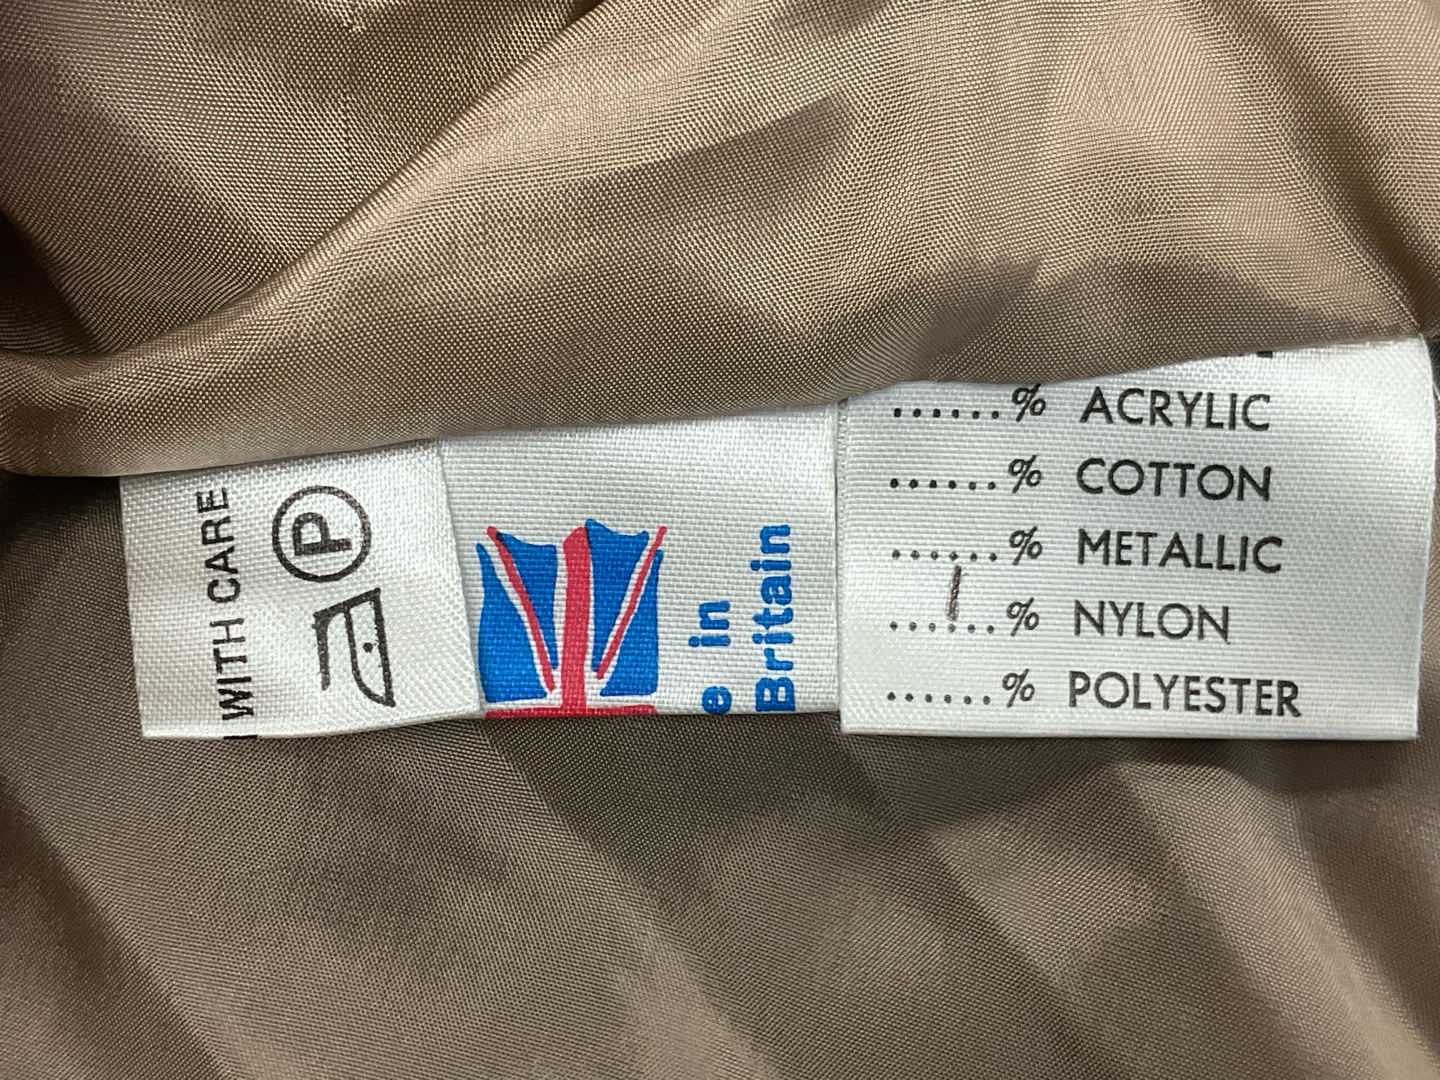 WITH CARE
P
e in
Britain
......% ACRYLIC
......% COTTON
......% METALLIC
......% NYLON
......% POLYESTER